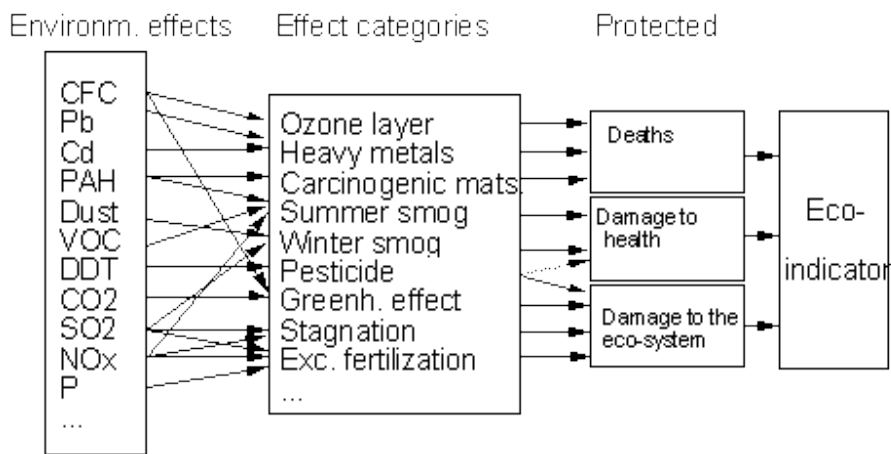 Environm. effects
Effect categories
Protected
CFC
Pb
Cd
PAH
Dust
VOC
DDT
CO2
SO2
NOx
P
...
Ozone layer
Heavy metals
Carcinogenic mats.
Summer smog
Winter smog
Pesticide
Greenh. effect
Stagnation
Exc. fertilization
...
Deaths
Damage to
health
Damage to the
eco-system
Eco-
indicator